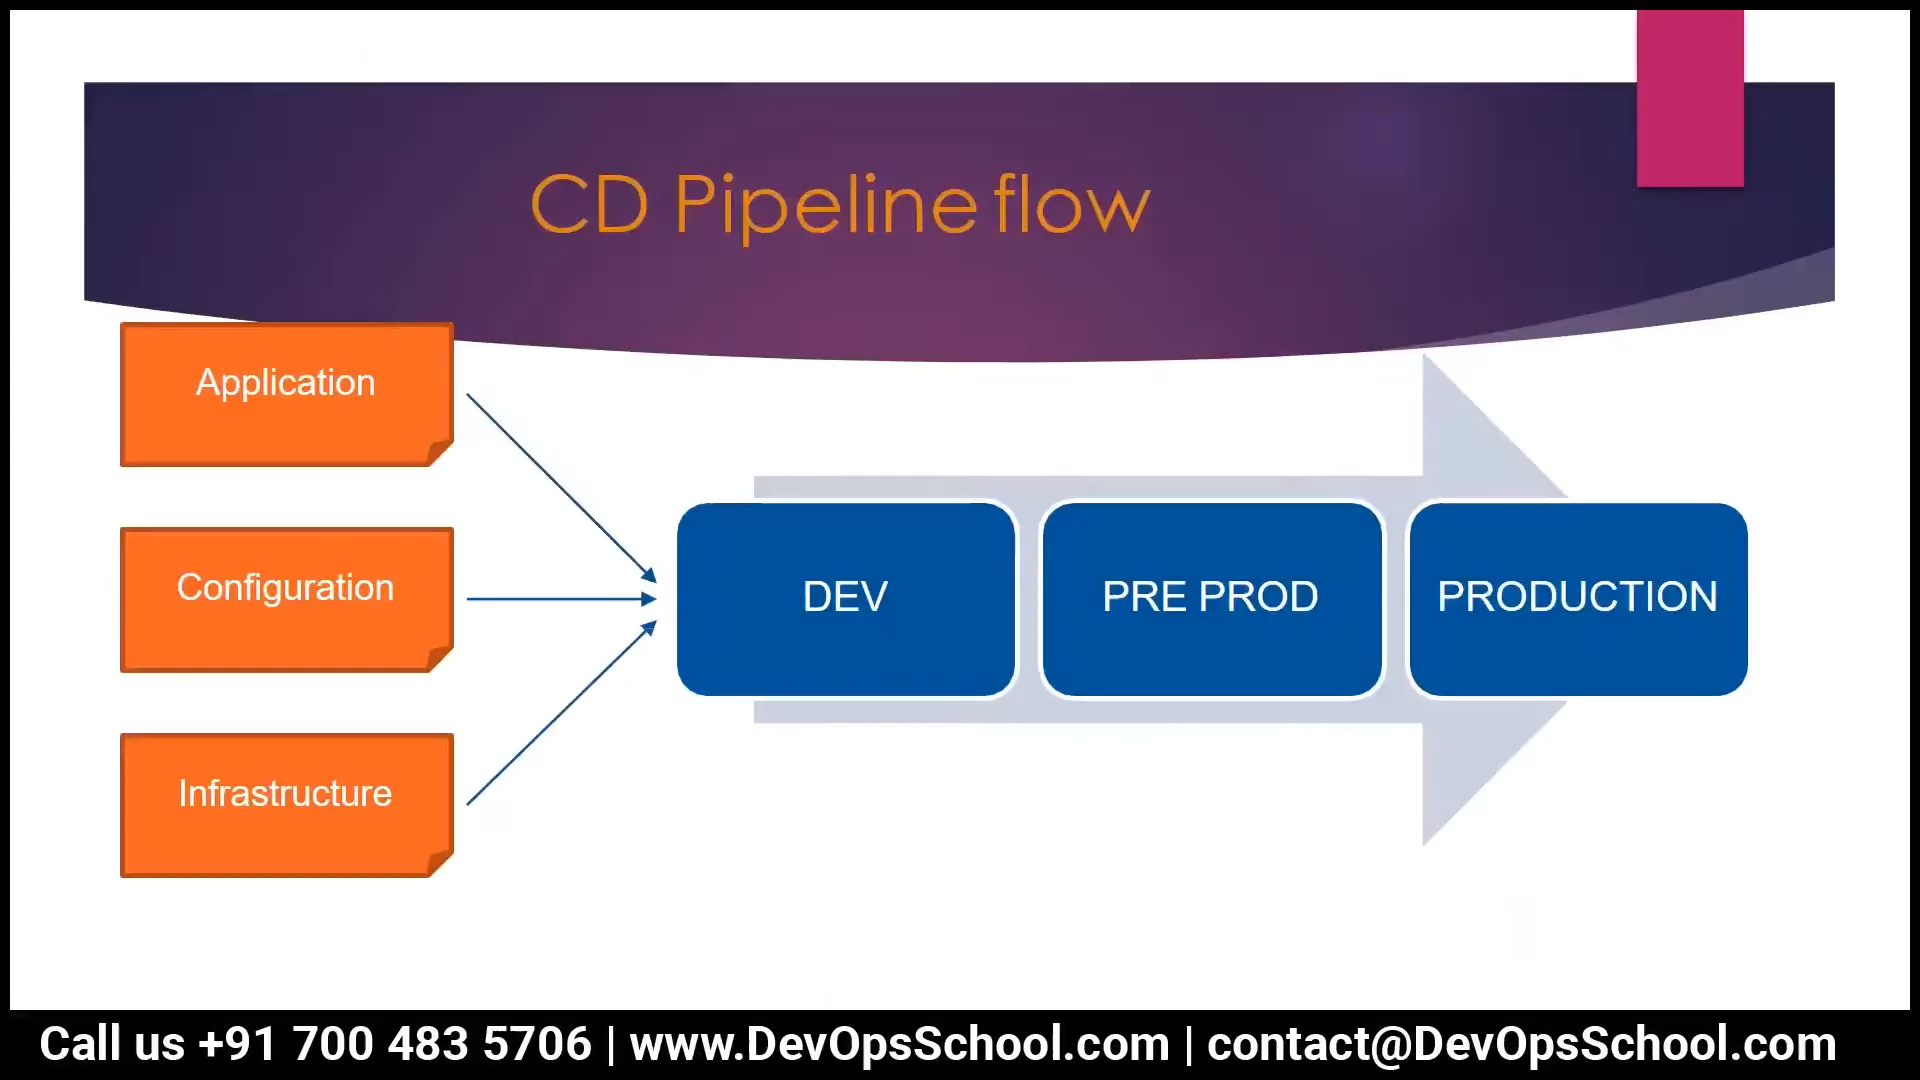 CD Pipeline flow
Application
Configuration
Infrastructure
DEV
PRE PROD
PRODUCTION
Call us +91 700 483 5706 | www.DevOpsSchool.com | contact@DevOpsSchool.com